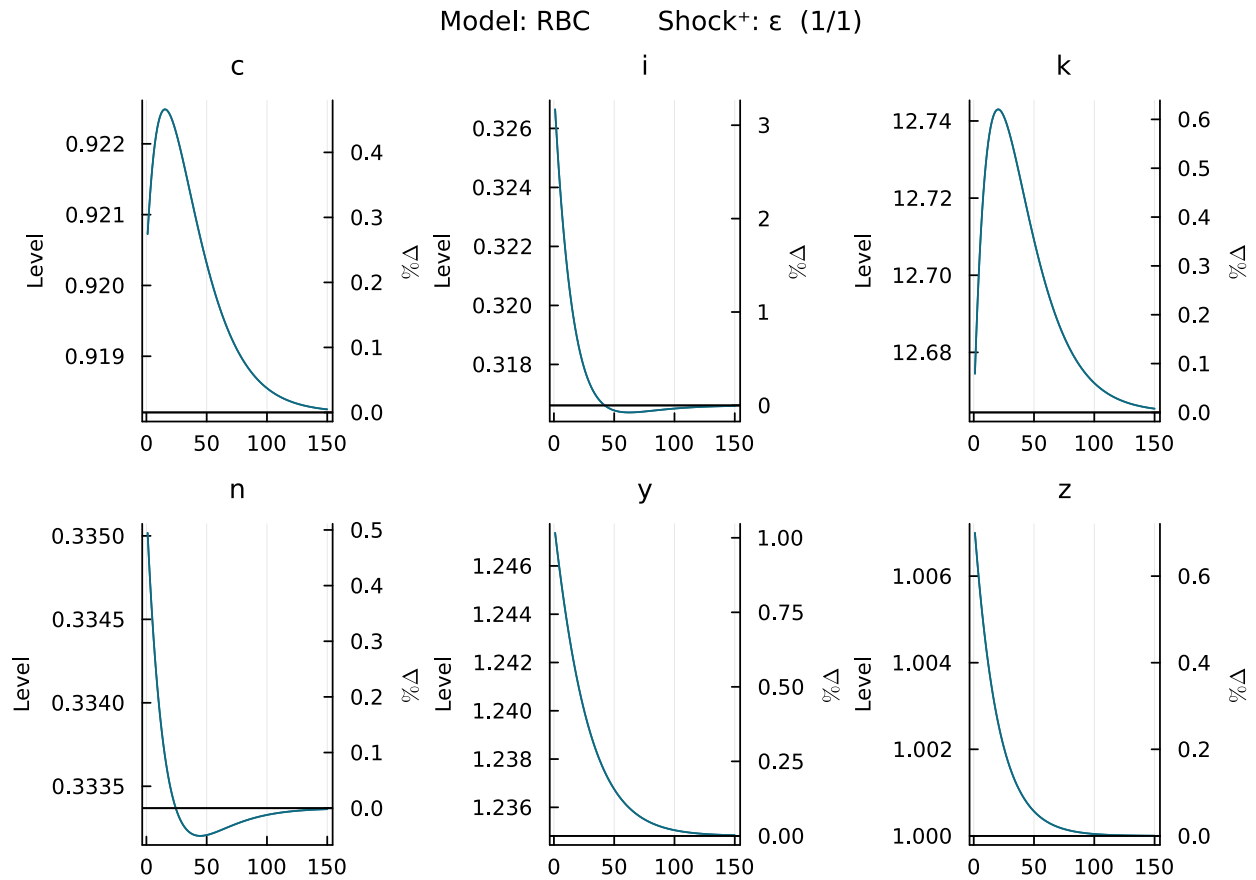 Model: RBC Shock⁺: ε (1/1)
c
Level
0.922
0.921
0.920
0.919
0.4
0.3
0.2
0.1
0.0
%Δ
0 50 100 150
i
Level
0.326
0.324
0.322
0.320
0.318
3
2
1
0
%Δ
0 50 100 150
k
Level
12.74
12.72
12.70
12.68
0.6
0.5
0.4
0.3
0.2
0.1
0.0
%Δ
0 50 100 150
n
Level
0.3350
0.3345
0.3340
0.3335
0.5
0.4
0.3
0.2
0.1
0.0
%Δ
0 50 100 150
y
Level
1.246
1.244
1.242
1.240
1.238
1.236
1.00
0.75
0.50
0.25
0.00
%Δ
0 50 100 150
z
Level
1.006
1.004
1.002
1.000
0.6
0.4
0.2
0.0
%Δ
0 50 100 150